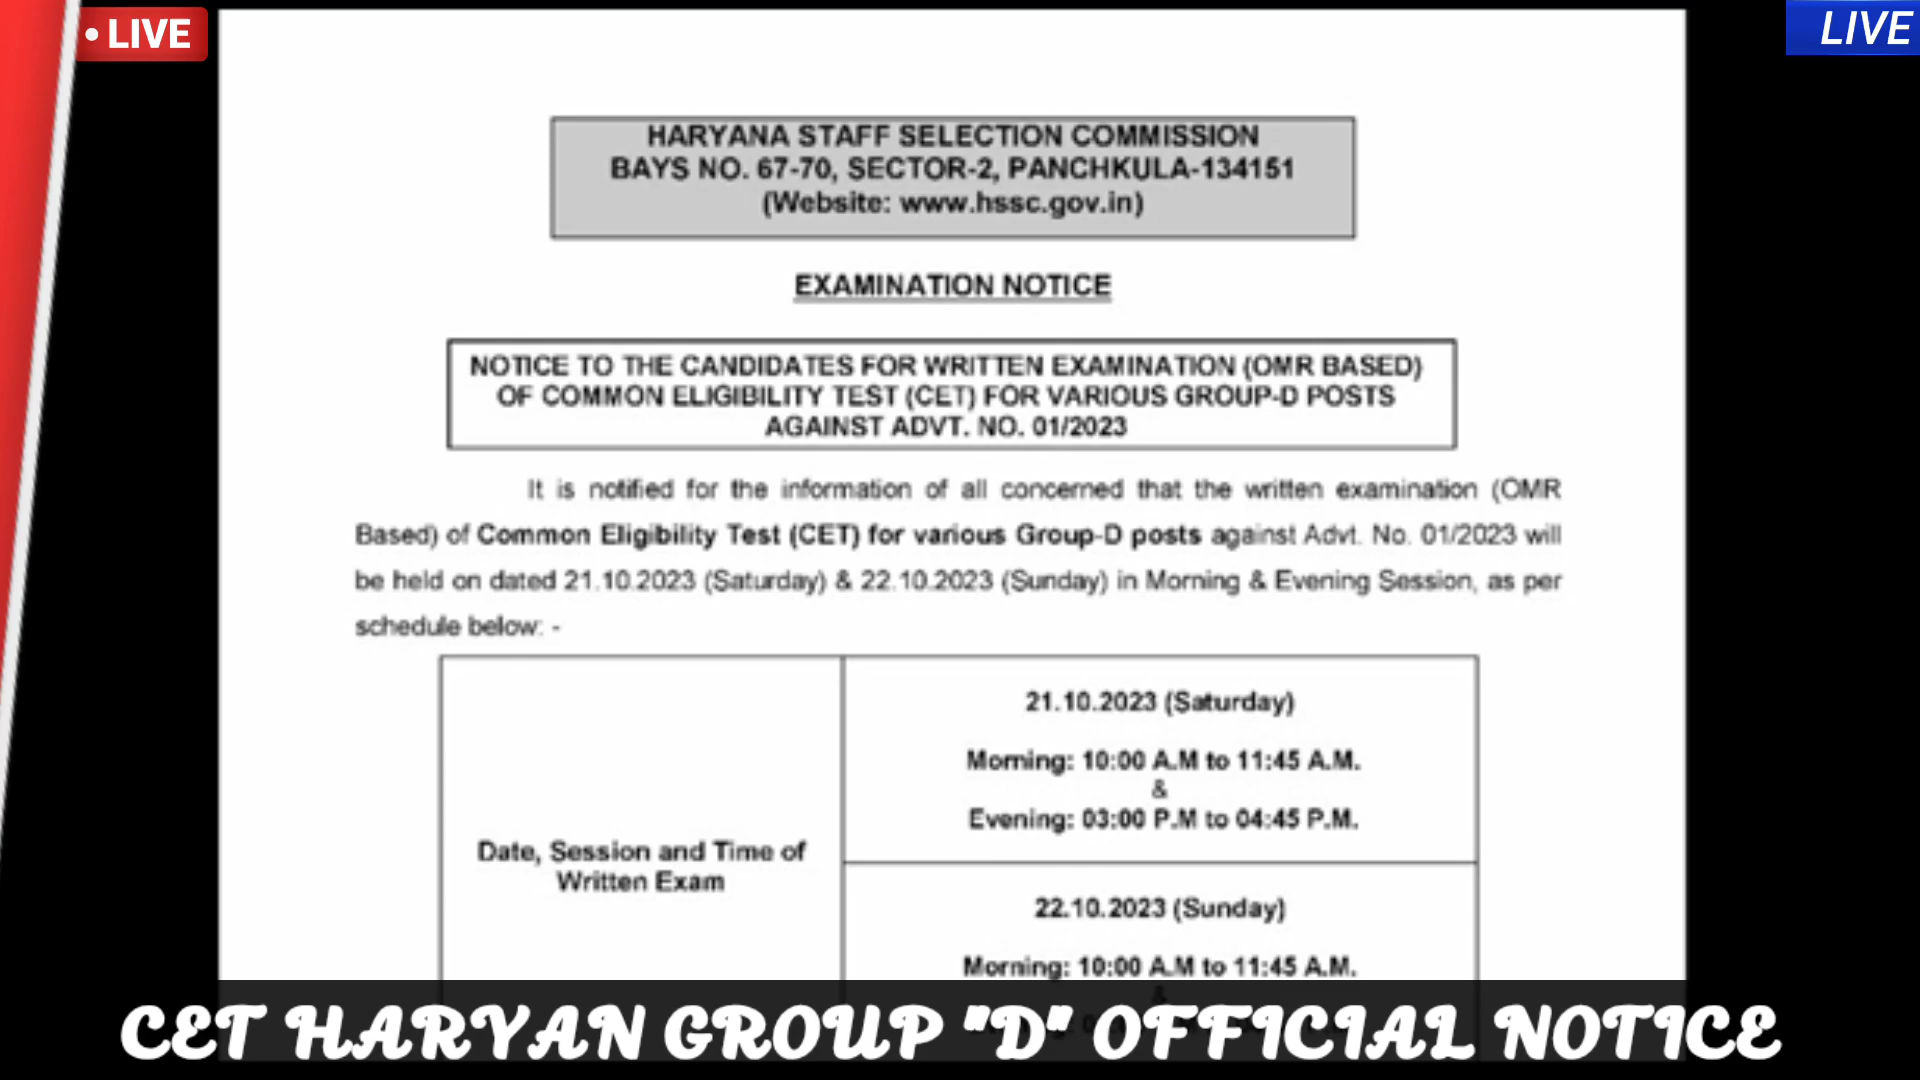 • LIVE
LIVE
HARYANA STAFF SELECTION COMMISSION
BAYS NO. 67-70, SECTOR-2, PANCHKULA-134151
(Website: www.hssc.gov.in)
EXAMINATION NOTICE
NOTICE TO THE CANDIDATES FOR WRITTEN EXAMINATION (OMR BASED)
OF COMMON ELIGIBILITY TEST (CET) FOR VARIOUS GROUP-D POSTS
AGAINST ADVT. NO. 01/2023
It is notified for the information of all concerned that the written examination (OMR
Based) of Common Eligibility Test (CET) for various Group-D posts against Advt. No. 01/2023 will
be held on dated 21.10.2023 (Saturday) & 22.10.2023 (Sunday) in Morning & Evening Session, as per
schedule below: -
21.10.2023 (Saturday)
Morning: 10:00 A.M to 11:45 A.M.
&
Evening: 03:00 P.M to 04:45 P.M.
Date, Session and Time of
Written Exam
22.10.2023 (Sunday)
Morning: 10:00 A.M to 11:45 A.M.
CET HARYAN GROUP "D" OFFICIAL NOTICE